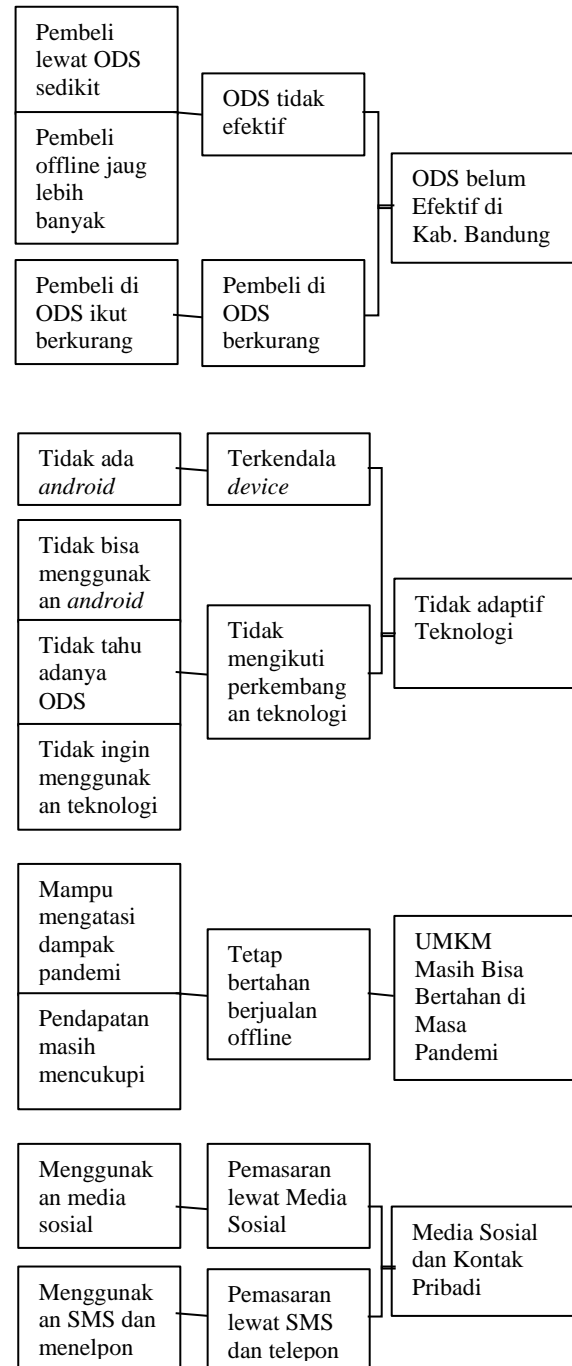 Pembeli
lewat ODS
sedikit
Pembeli
offline jaug
lebih
banyak
ODS tidak
efektif
Pembeli di
ODS ikut
berkurang
Pembeli di
ODS
berkurang
ODS belum
Efektif di
Kab. Bandung
Tidak ada
android
Terkendala
device
Tidak bisa
menggunak
an android
Tidak tahu
adanya
ODS
Tidak ingin
menggunak
an teknologi
Tidak
mengikuti
perkembang
an teknologi
Tidak adaptif
Teknologi
Mampu
mengatasi
dampak
pandemi
Pendapatan
masih
mencukupi
Tetap
bertahan
berjualan
offline
UMKM
Masih Bisa
Bertahan di
Masa
Pandemi
Menggunak
an media
sosial
Pemasaran
lewat Media
Sosial
Menggunak
an SMS dan
menelpon
Pemasaran
lewat SMS
dan telepon
Media Sosial
dan Kontak
Pribadi